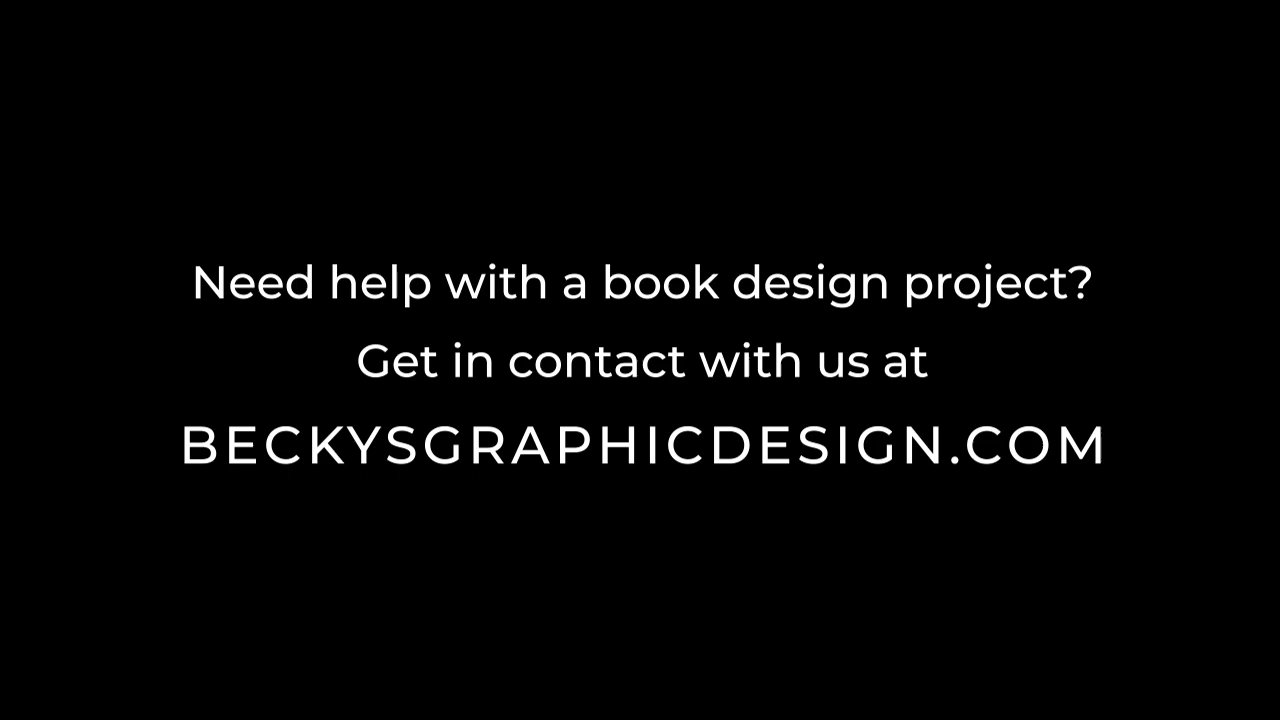 Need help with a book design project?
Get in contact with us at
BECKYSGRAPHICDESIGN.COM